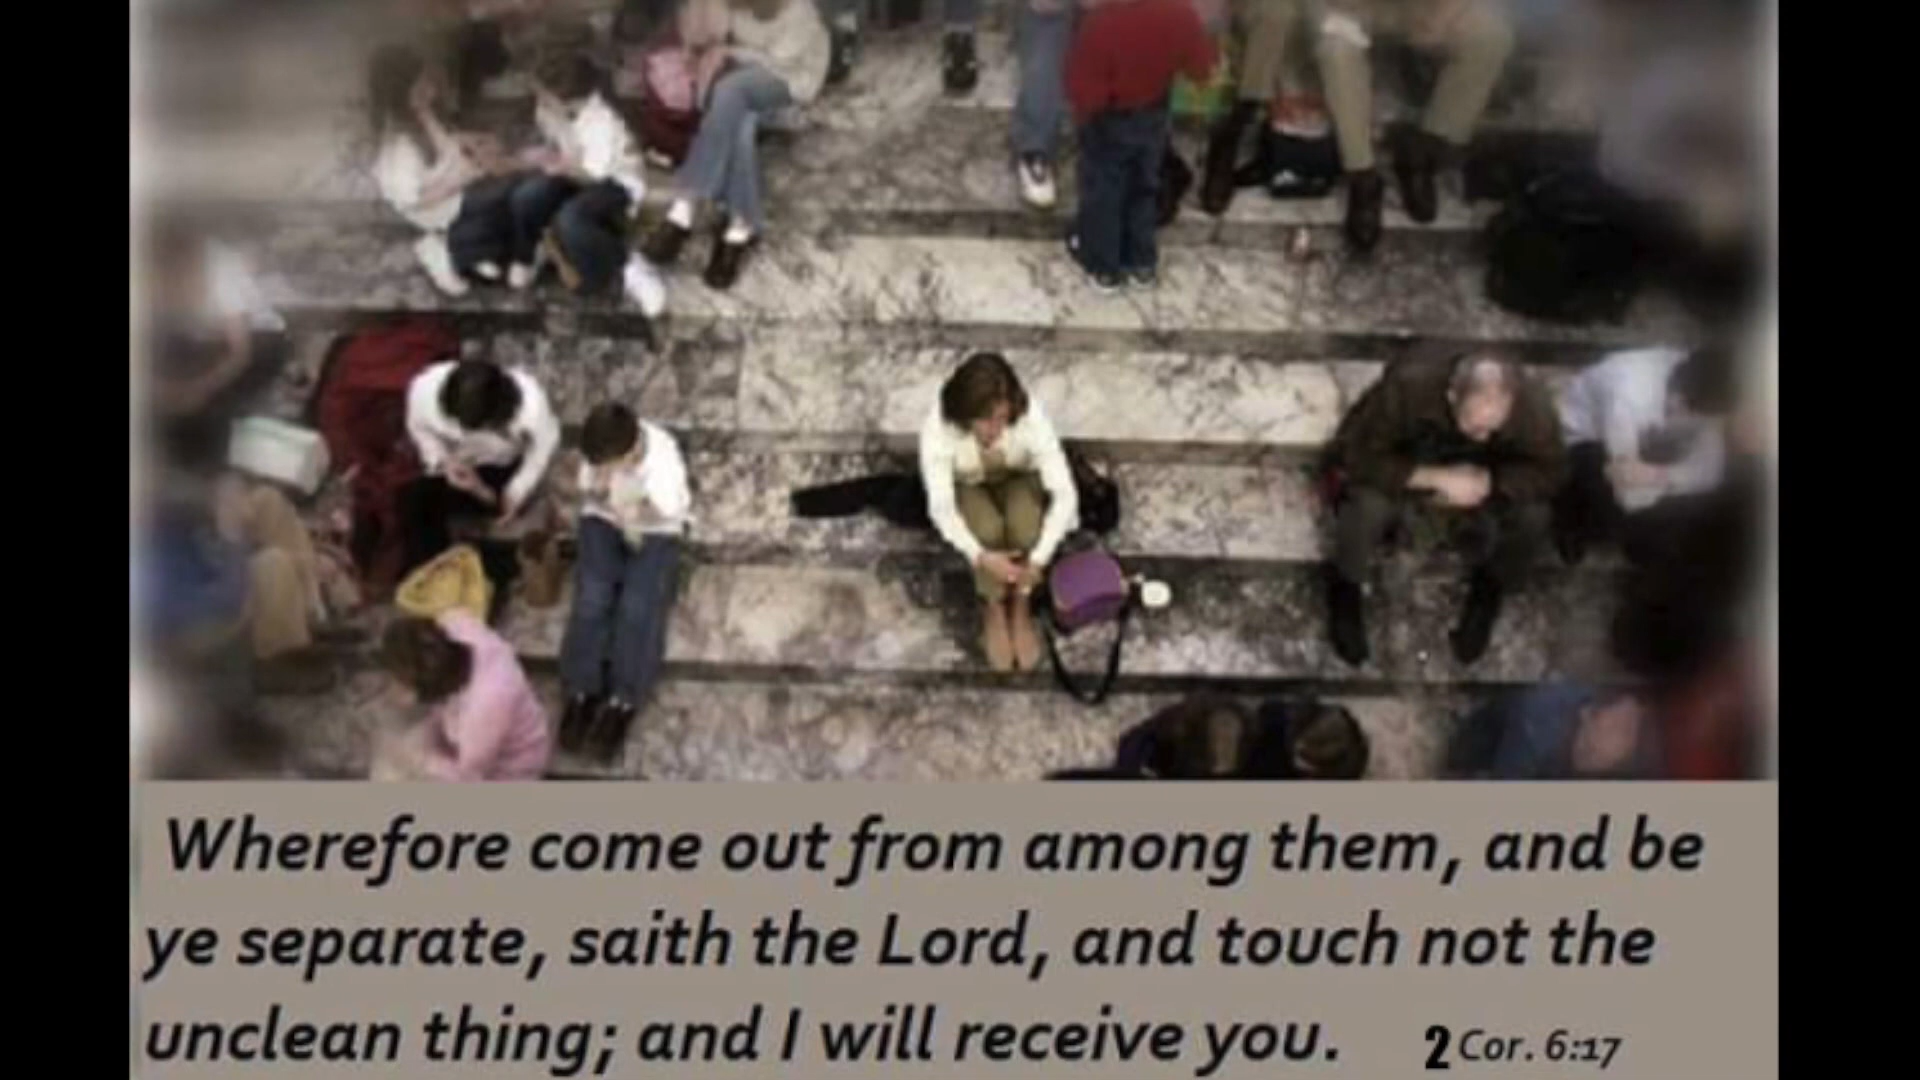 Wherefore come out from among them, and be
ye separate, saith the Lord, and touch not the
unclean thing; and I will receive you. 2 Cor. 6:17